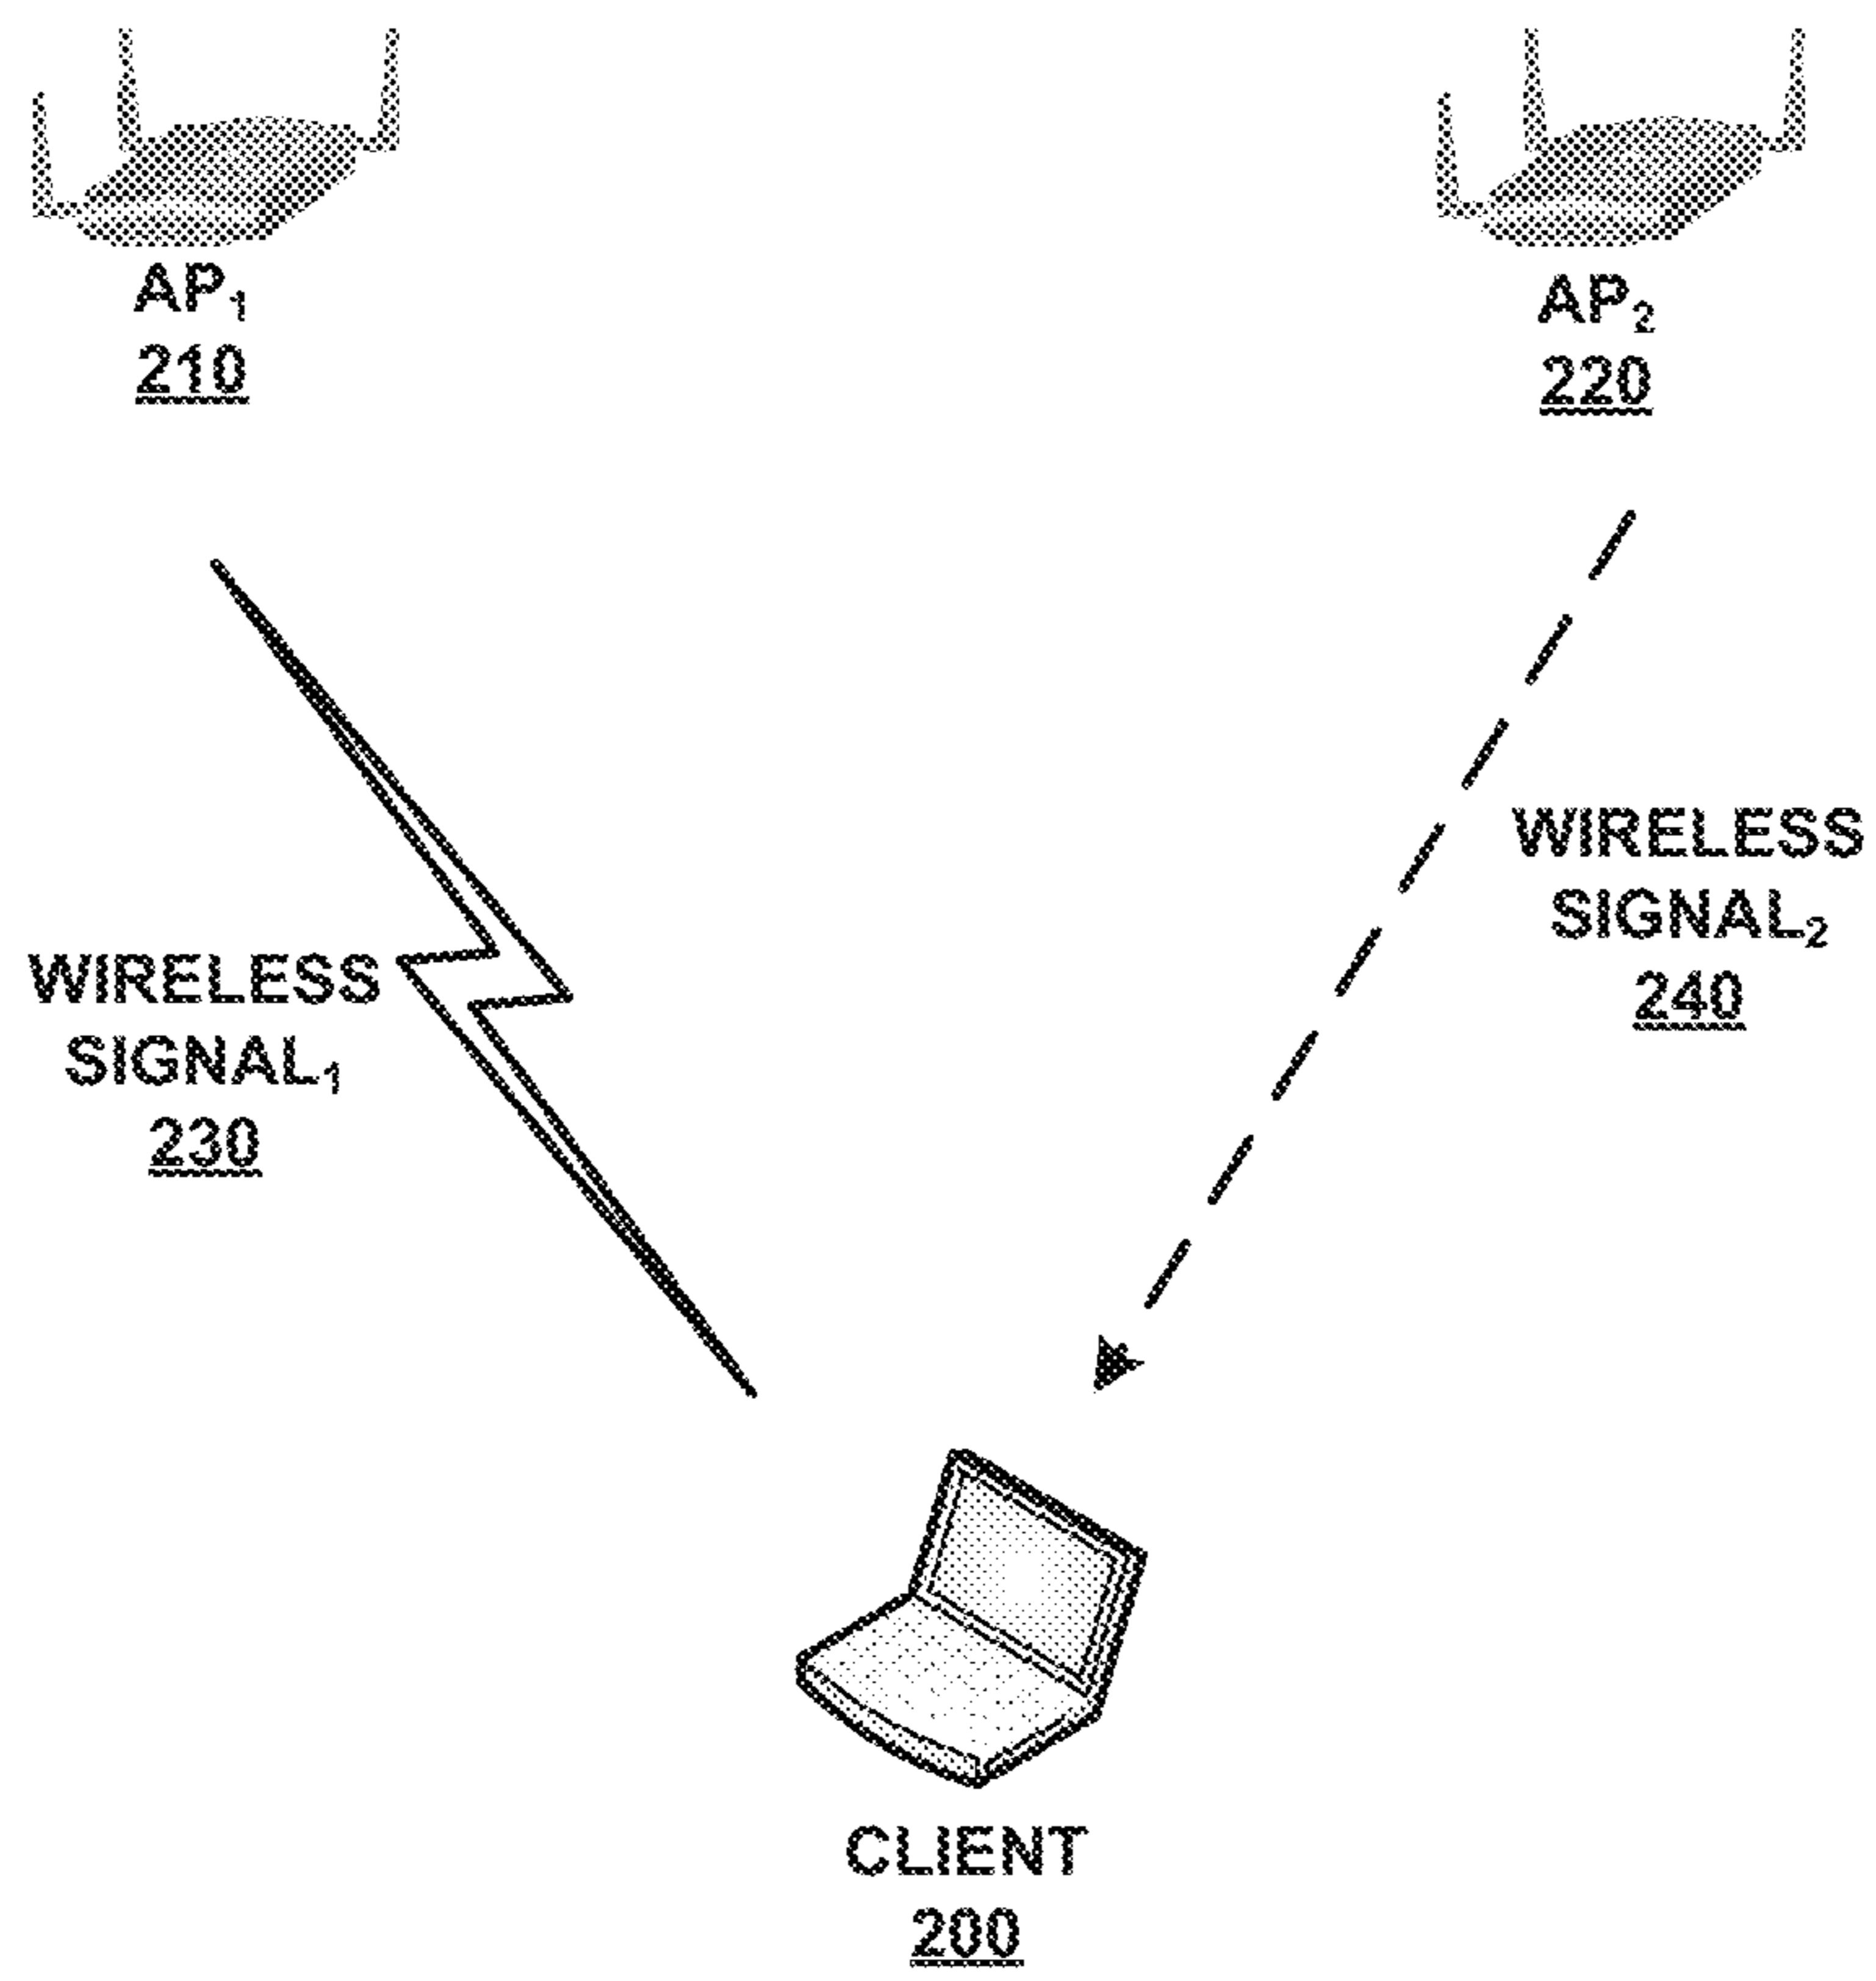 AP₁
210
AP₂
220
WIRELESS
SIGNAL₂
240
WIRELESS
SIGNAL₁
230
CLIENT
200